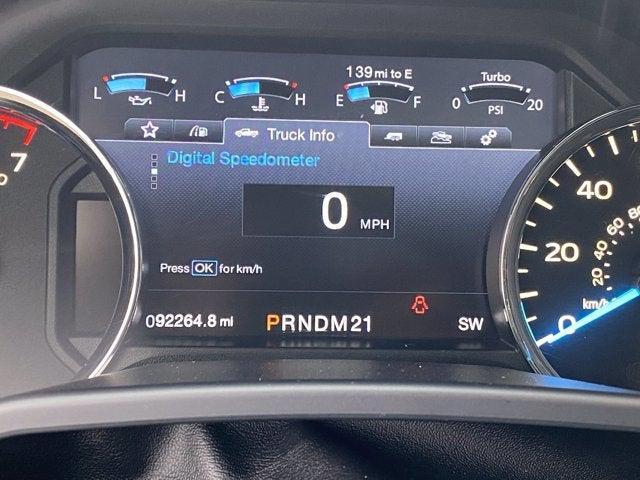 139 mi to E
Turbo
L H C H E F 0 20
PSI
Truck Info
Digital Speedometer
0 MPH
Press OK for km/h
092264.8 mi PRNDM21 SW
7
40
20
0
80
60
40
20
km/h